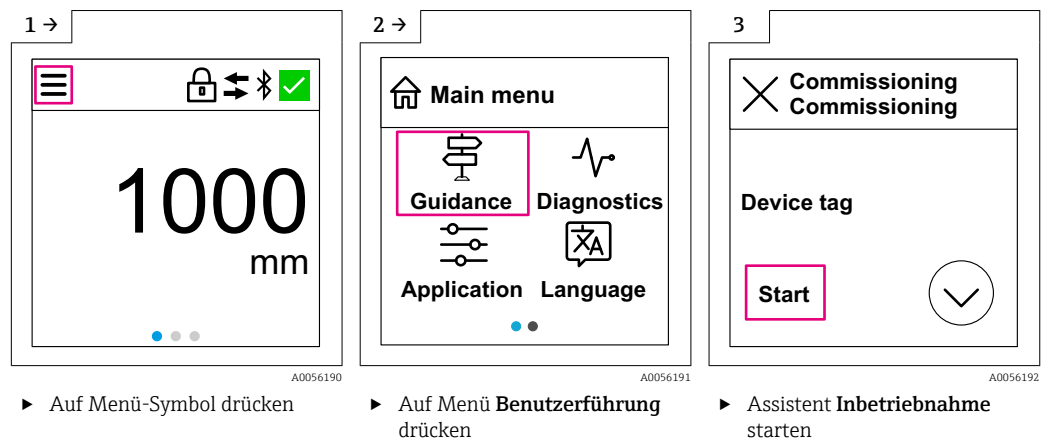 1 →
1000
mm
A0056190
▶ Auf Menü-Symbol drücken
2 →
Main menu
Guidance
Diagnostics
Application
Language
A0056191
▶ Auf Menü Benutzerführung
drücken
3
Commissioning
Commissioning
Device tag
Start
A0056192
▶ Assistent Inbetriebnahme
starten